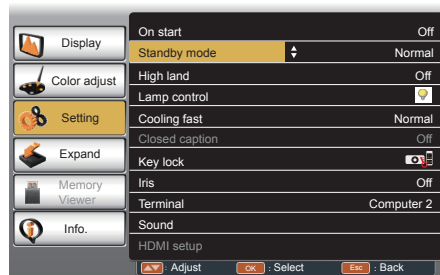 Display
Color adjust
Setting
Expand
Memory
Viewer
Info.
On start Off
Standby mode Normal
High land Off
Lamp control
Cooling fast Normal
Closed caption Off
Key lock
Iris Off
Terminal Computer 2
Sound
HDMI setup
: Adjust OK : Select Esc : Back